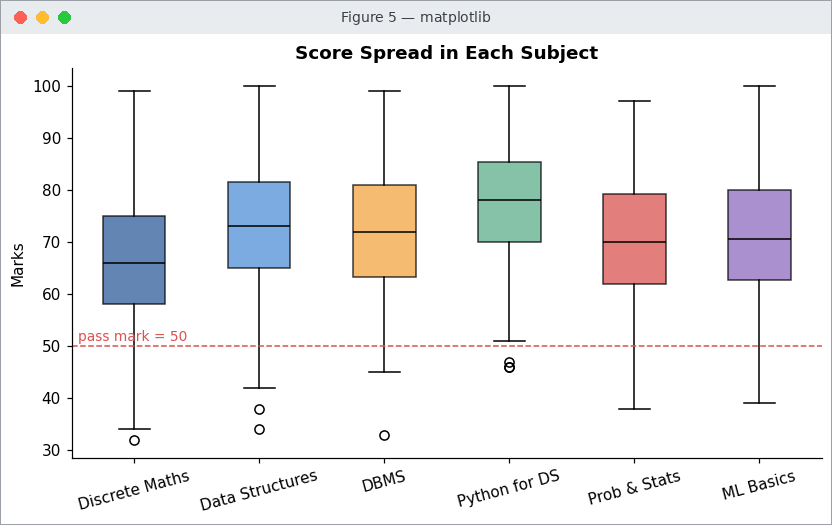 Figure 5 — matplotlib
Score Spread in Each Subject
Marks
100
90
80
70
60
50
40
30
pass mark = 50
Discrete Maths
Data Structures
DBMS
Python for DS
Prob & Stats
ML Basics